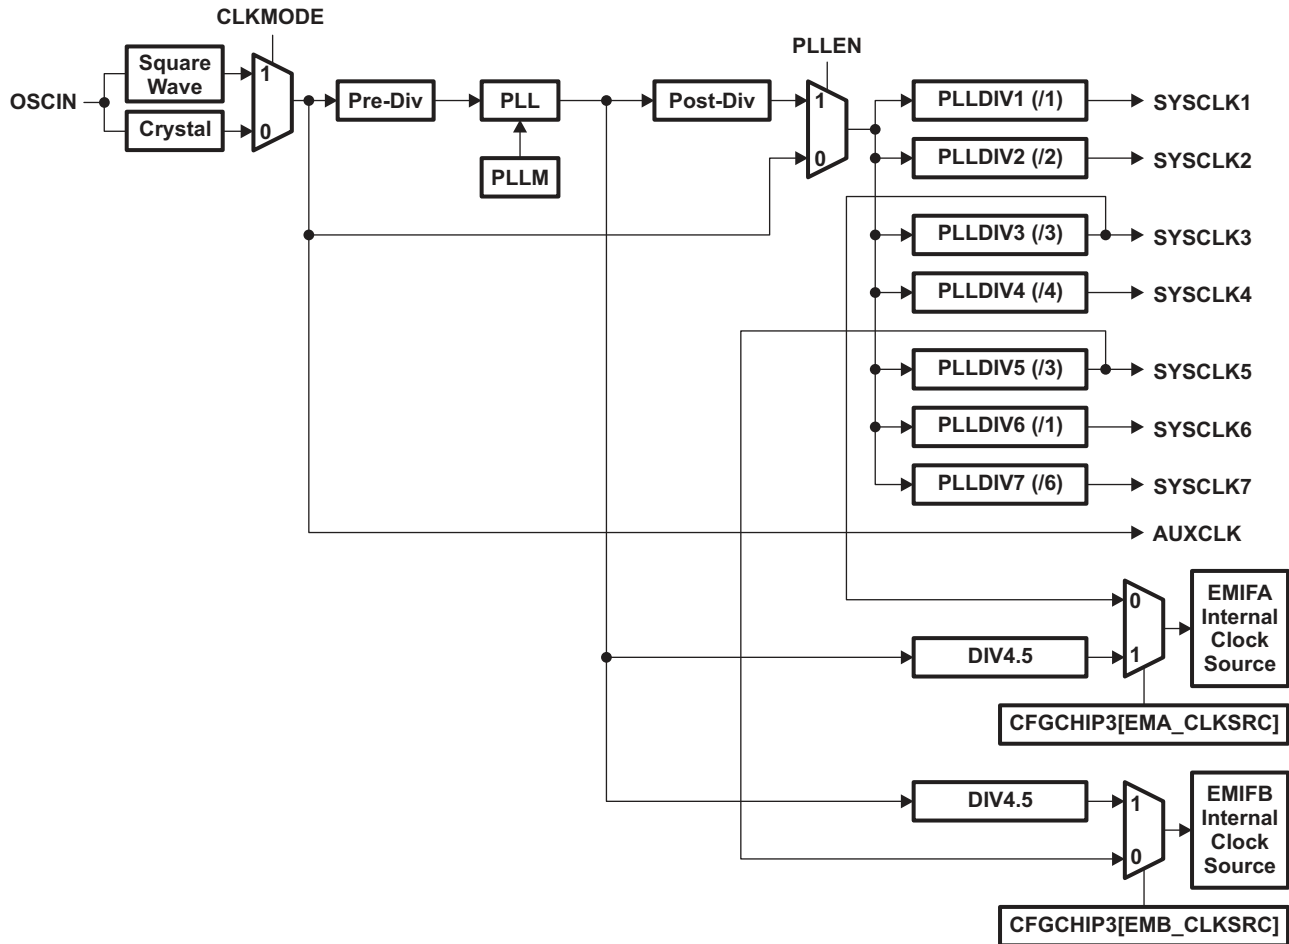 CLKMODE
PLLEN
Square
Wave
1
OSCIN
Pre-Div
PLL
Post-Div
1
PLLDIV1 (/1)
SYSCLK1
Crystal
0
PLLM
0
PLLDIV2 (/2)
SYSCLK2
PLLDIV3 (/3)
SYSCLK3
PLLDIV4 (/4)
SYSCLK4
PLLDIV5 (/3)
SYSCLK5
PLLDIV6 (/1)
SYSCLK6
PLLDIV7 (/6)
SYSCLK7
AUXCLK
0
EMIFA
Internal
Clock
Source
DIV4.5
1
CFGCHIP3[EMA_CLKSRC]
DIV4.5
1
EMIFB
Internal
Clock
Source
0
CFGCHIP3[EMB_CLKSRC]